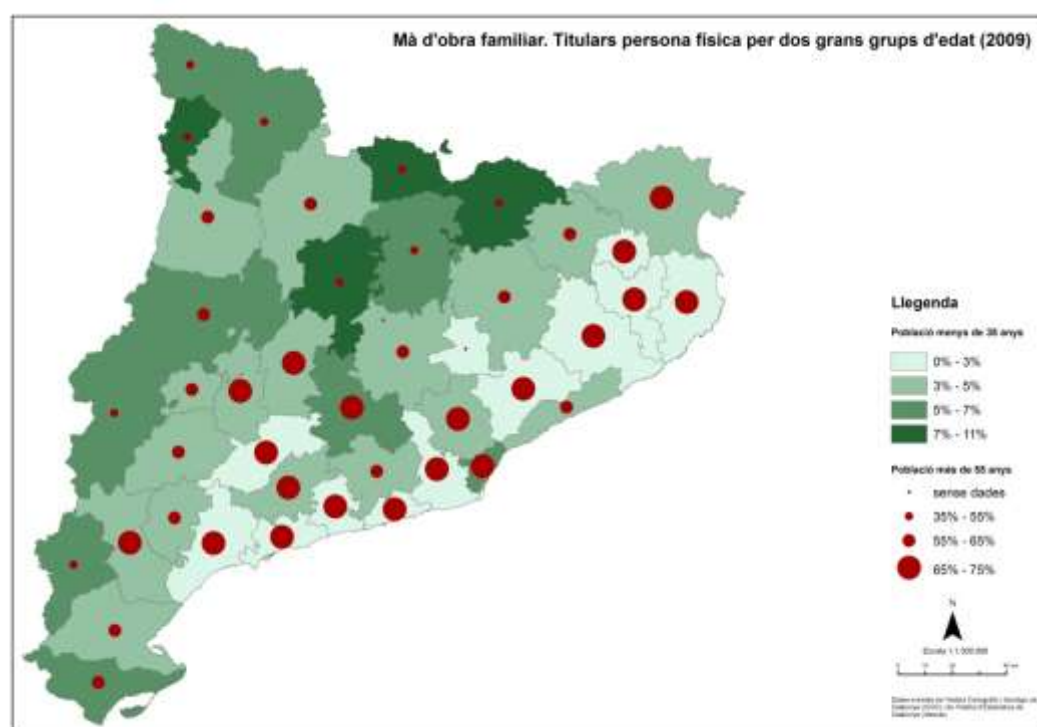 Mà d'obra familiar. Titulars persona física per dos grans grups d'edat (2009)
Llegenda
Població menys de 35 anys
0% - 3%
3% - 5%
5% - 7%
7% - 11%
Població més de 55 anys
sense dades
35% - 55%
55% - 65%
65% - 75%
N